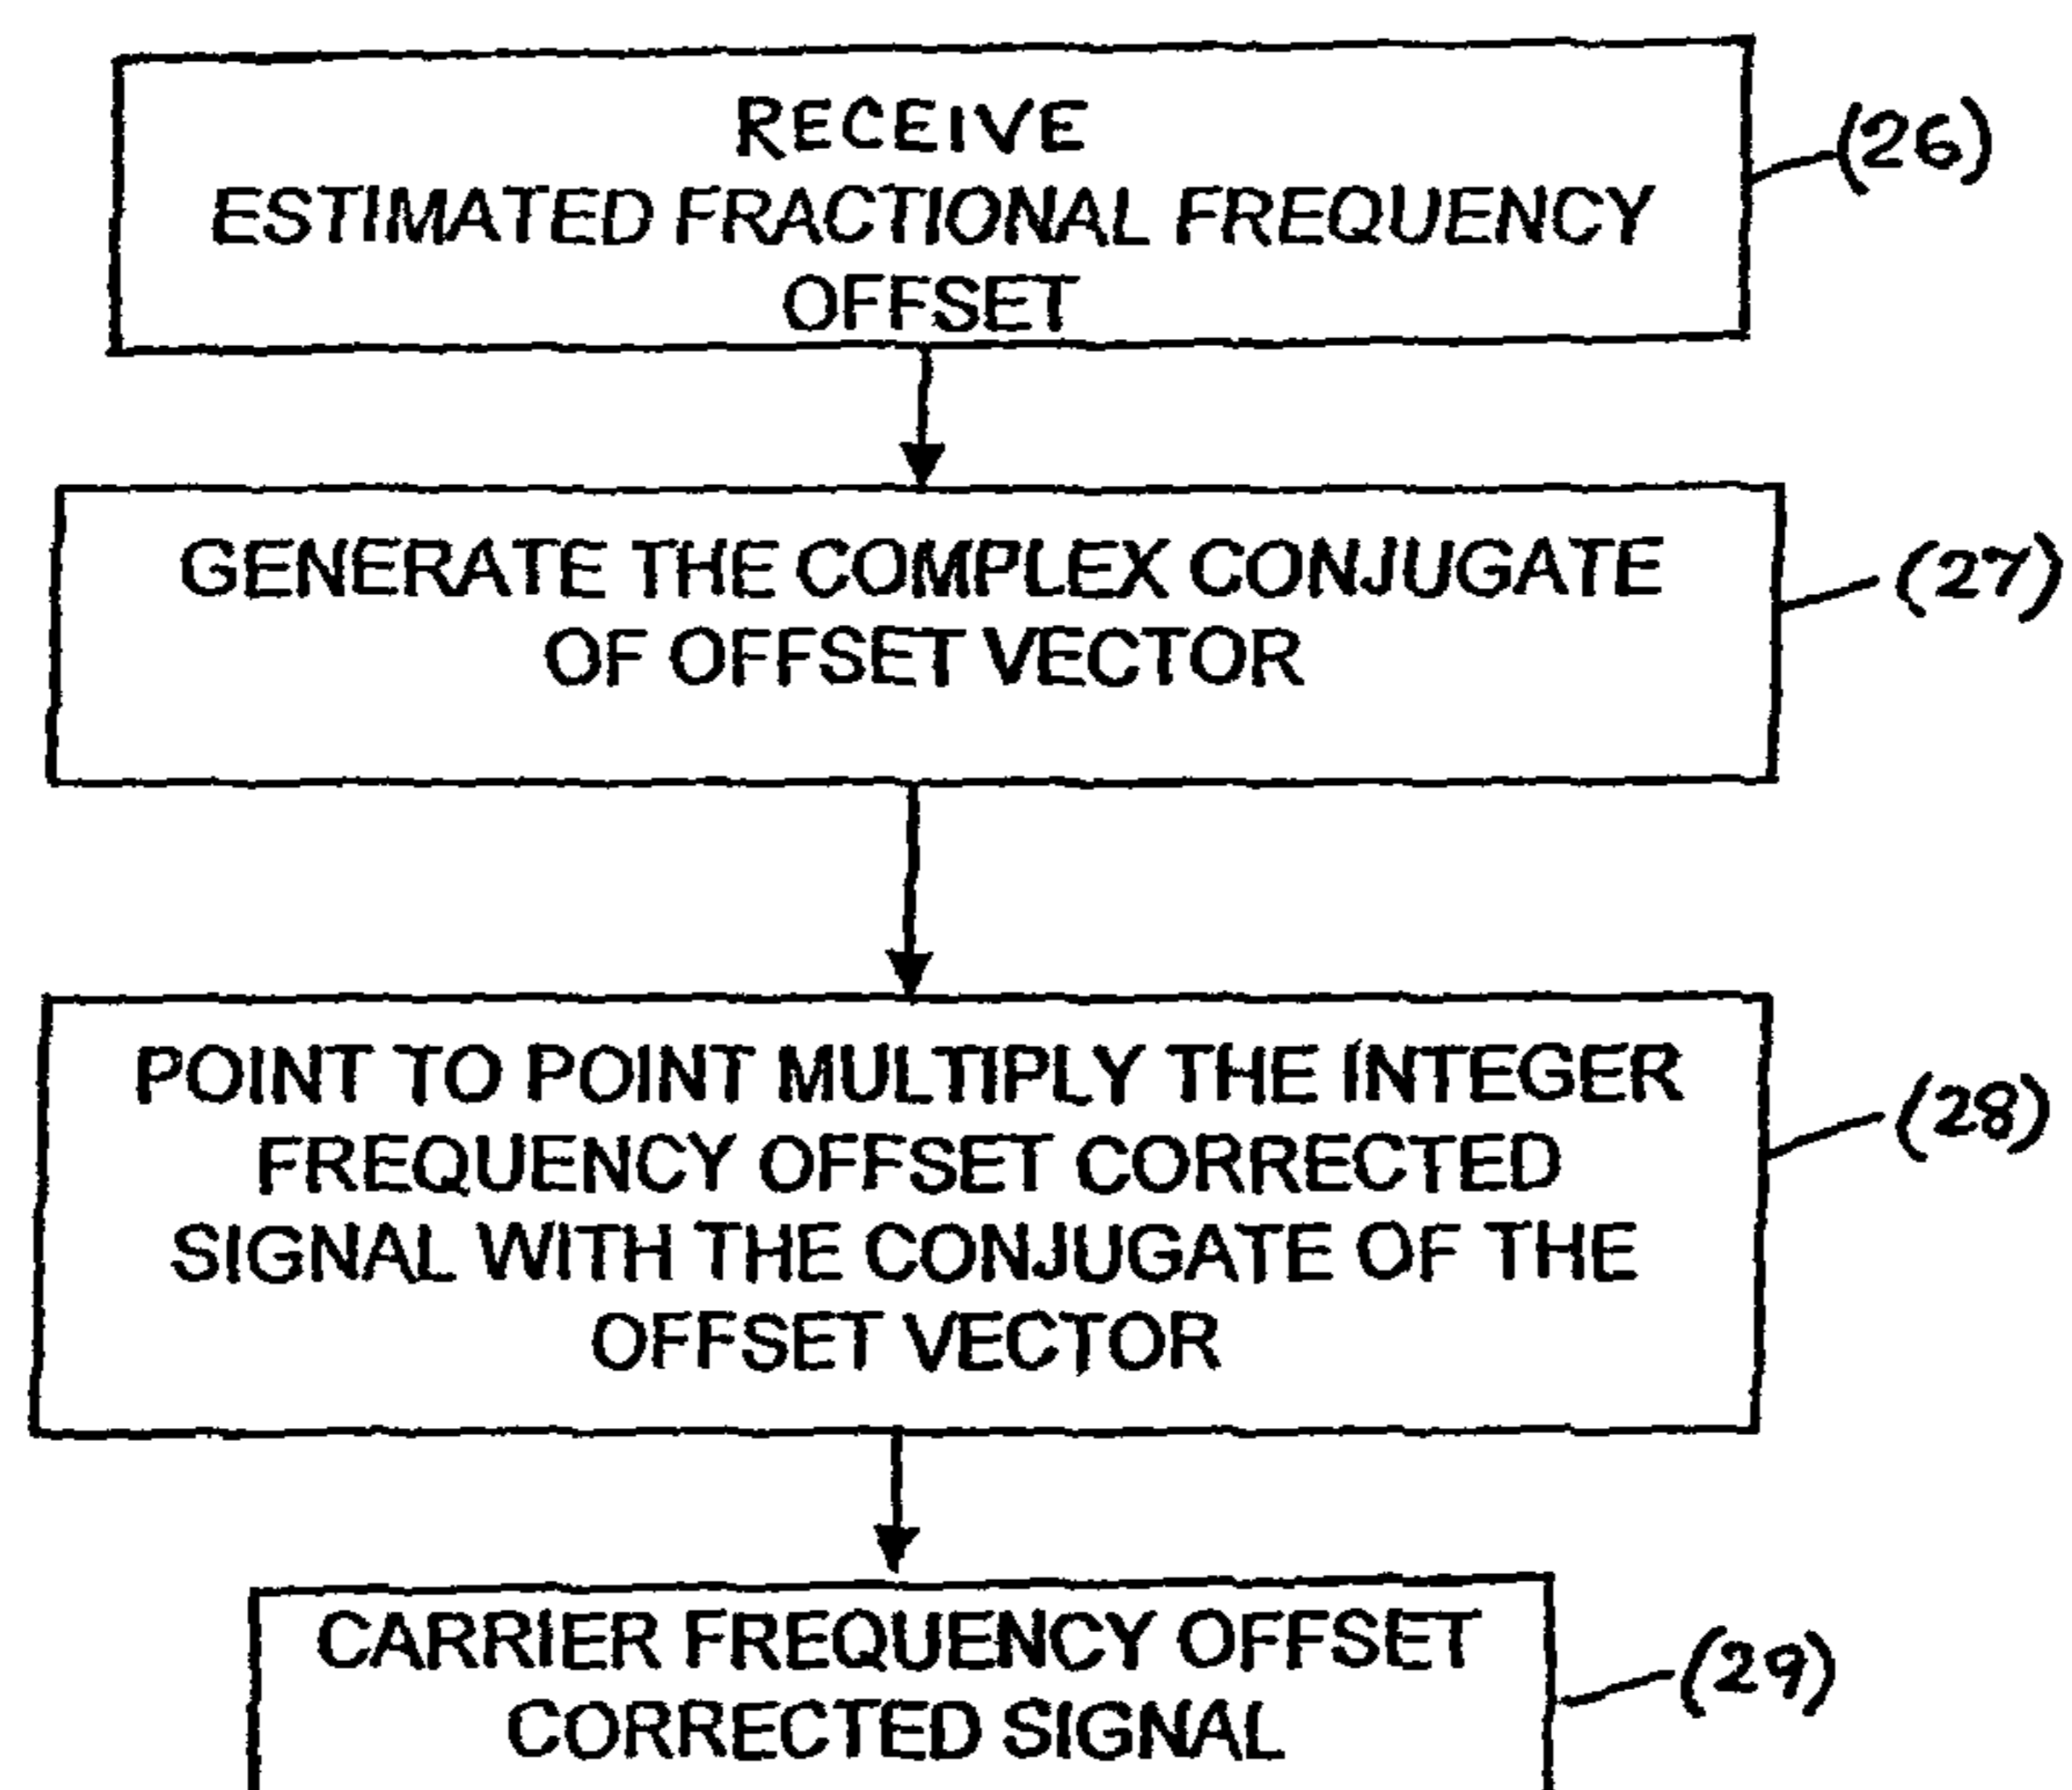 RECEIVE
ESTIMATED FRACTIONAL FREQUENCY
OFFSET
(26)
GENERATE THE COMPLEX CONJUGATE
OF OFFSET VECTOR
(27)
POINT TO POINT MULTIPLY THE INTEGER
FREQUENCY OFFSET CORRECTED
SIGNAL WITH THE CONJUGATE OF THE
OFFSET VECTOR
(28)
CARRIER FREQUENCY OFFSET
CORRECTED SIGNAL
(29)